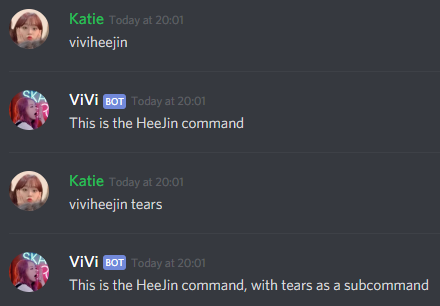 Katie Today at 20:01
viviheejin
ViVi BOT Today at 20:01
This is the HeeJin command
Katie Today at 20:01
viviheejin tears
ViVi BOT Today at 20:01
This is the HeeJin command, with tears as a subcommand